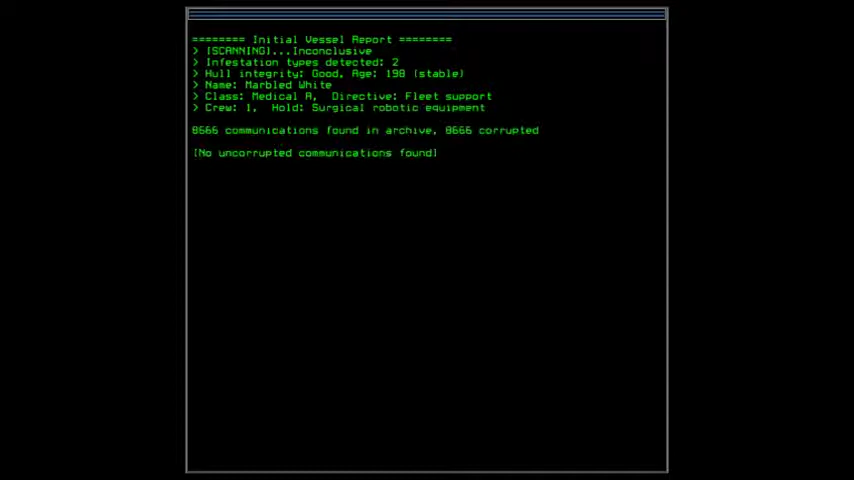 ======== Initial Vessel Report ========
> [SCANNING]...Inconclusive
> Infestation types detected: 2
> Hull integrity: Good, Age: 198 (stable)
> Name: Marbled White
> Class: Medical A,  Directive: Fleet support
> Crew: 1,  Hold: Surgical robotic equipment
8666 communications found in archive, 8666 corrupted
[No uncorrupted communications found]